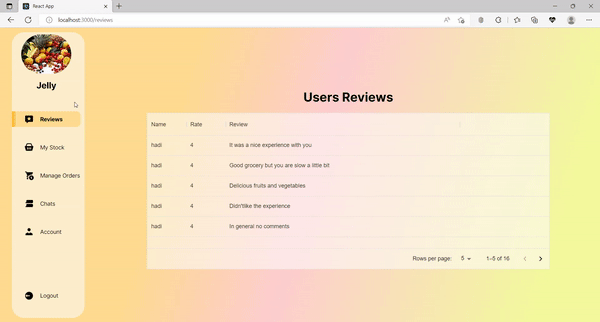 React App
localhost:3000/reviews
Jelly
Reviews
My Stock
Manage Orders
Chats
Account
Logout
Users Reviews
Name Rate Review
hadi 4 It was a nice experience with you
hadi 4 Good grocery but you are slow a little bit
hadi 4 Delicious fruits and vegetables
hadi 4 Didn'tlike the experience
hadi 4 In general no comments
Rows per page: 5 1–5 of 16